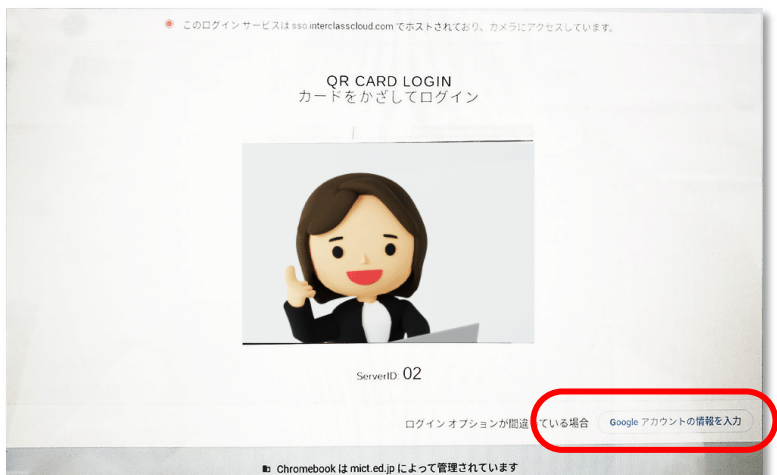 このログイン サービスは sso.interclasscloud.com でホストされており、カメラにアクセスしています。
QR CARD LOGIN
カードをかざしてログイン
ServerID: 02
ログイン オプションが間違っている場合 Google アカウントの情報を入力
Chromebook は mict.ed.jp によって管理されています